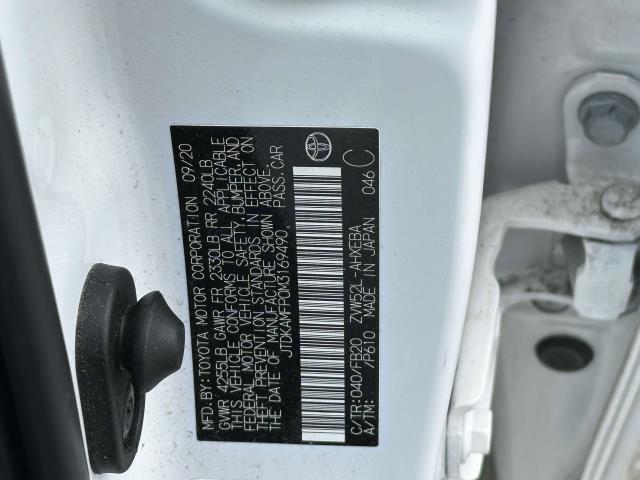 MFD. BY: TOYOTA MOTOR CORPORATION 09/20
GVWR 4255LB GAWR FR 2330LB RR 2240LB
THIS VEHICLE CONFORMS TO ALL APPLICABLE
FEDERAL MOTOR VEHICLE SAFETY, BUMPER, AND
THEFT PREVENTION STANDARDS IN EFFECT ON
THE DATE OF MANUFACTURE SHOWN ABOVE.
JTDKAMFP0M3169490 PASS. CAR
C/TR: 040/FB20 ZVW52L-AHXEBA
A/TM: /P610 MADE IN JAPAN 046 C